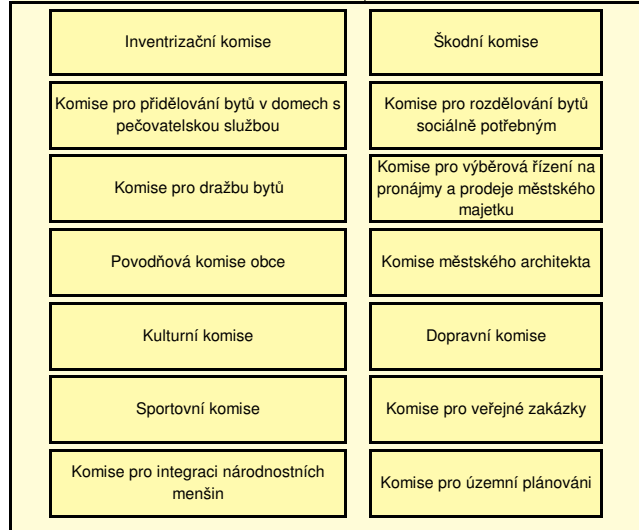 Inventrizační komise
Škodní komise
Komise pro přidělování bytů v domech s
pečovatelskou službou
Komise pro rozdělování bytů
sociálně potřebným
Komise pro dražbu bytů
Komise pro výběrová řízení na
pronájmy a prodeje městského
majetku
Povodňová komise obce
Komise městského architekta
Kulturní komise
Dopravní komise
Sportovní komise
Komise pro veřejné zakázky
Komise pro integraci národnostních
menšin
Komise pro územní plánováni